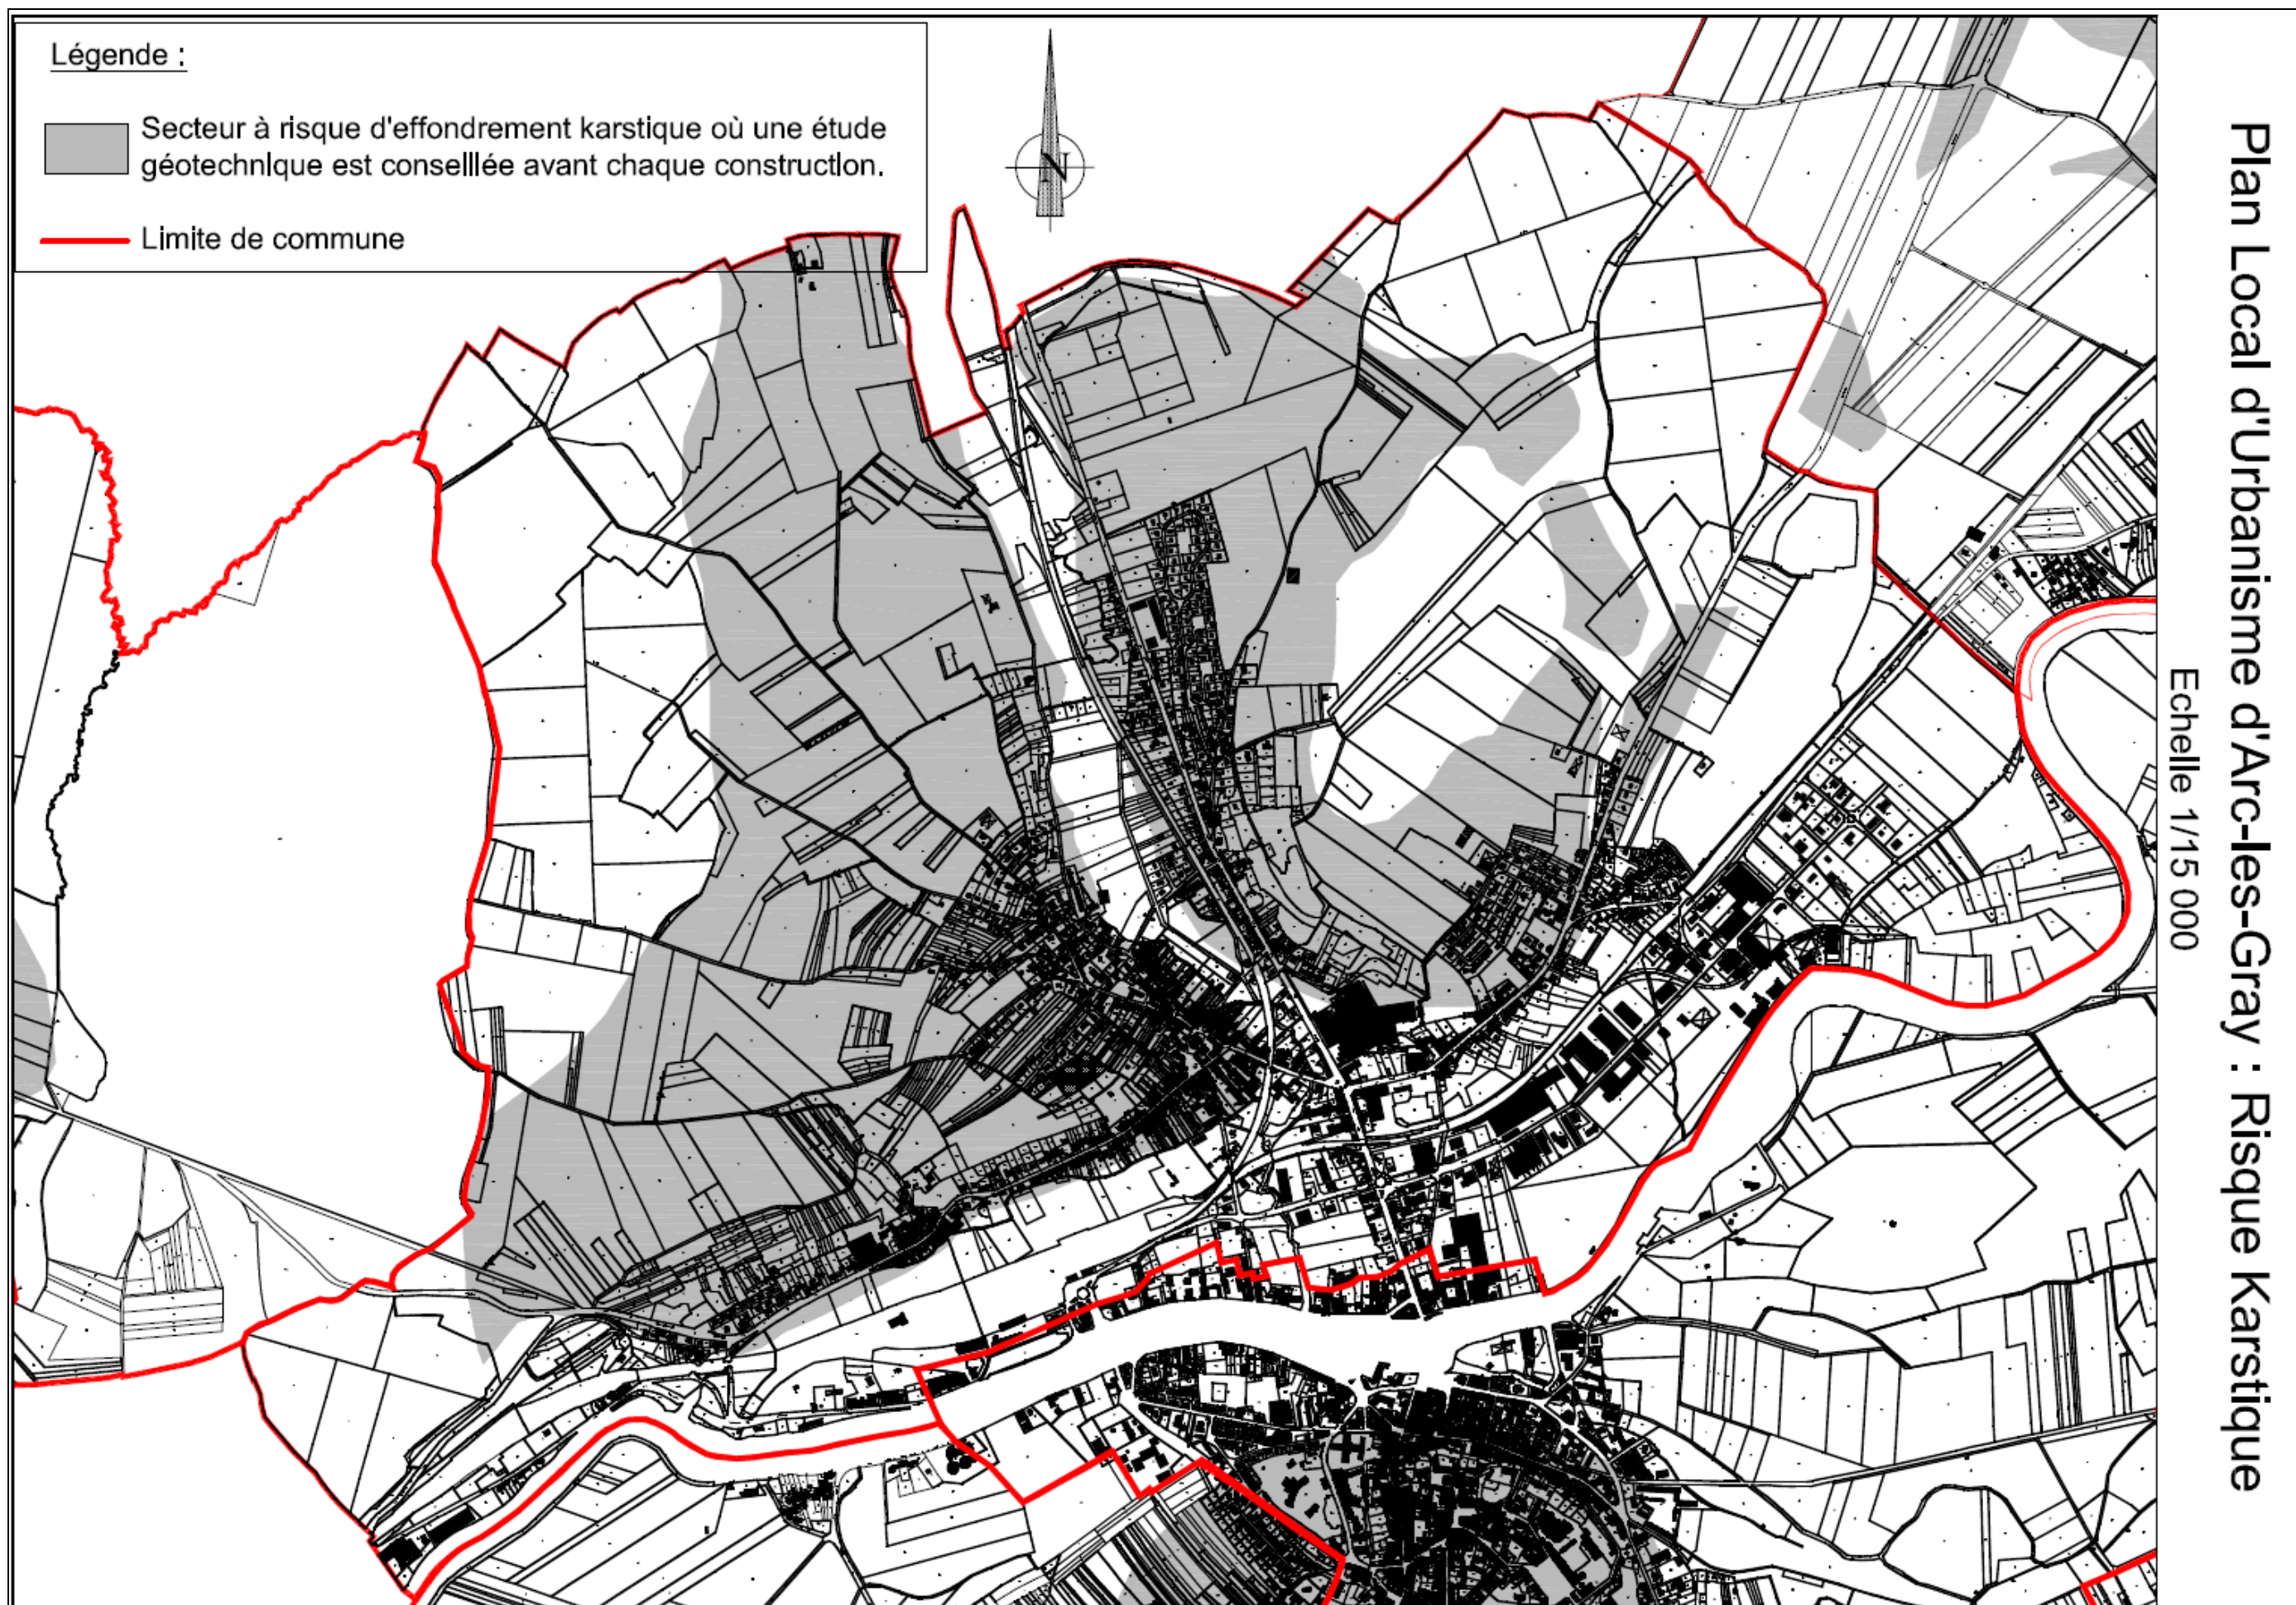 Légende :
Secteur à risque d'effondrement karstique où une étude
géotechnique est conseillée avant chaque construction.
Limite de commune
N
Plan Local d'Urbanisme d'Arc-les-Gray : Risque Karstique
Echelle 1/15 000